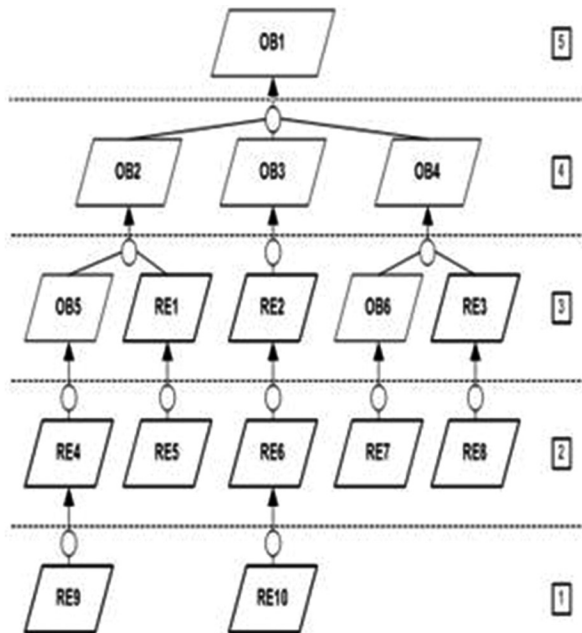 OB1 5
OB2 OB3 OB4 4
OB5 RE1 RE2 OB6 RE3 3
RE4 RE5 RE6 RE7 RE8 2
RE9 RE10 1